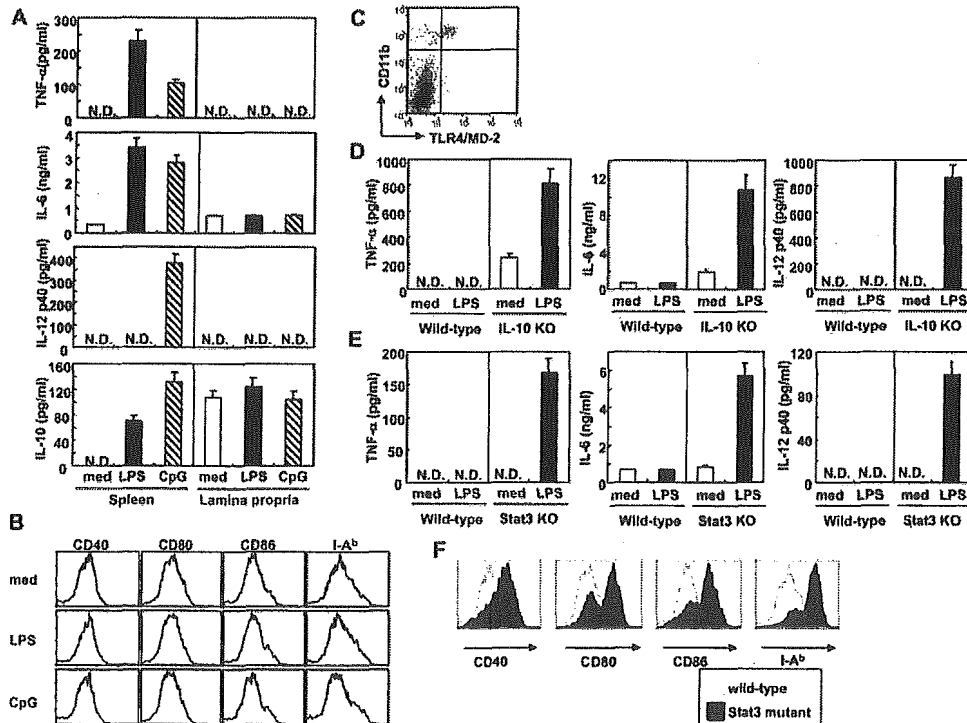 A
TNF-α(pg/ml)
300
200
100
0
N.D.
N.D. N.D. N.D.
IL-6 (ng/ml)
4
3
2
1
0
IL-12 p40 (pg/ml)
400
300
200
100
0
N.D. N.D.
N.D. N.D. N.D.
IL-10 (pg/ml)
160
120
80
40
0
N.D.
med LPS CpG med LPS CpG
Spleen Lamina propria
B
CD40 CD80 CD86 I-Aᵇ
med
LPS
CpG
C
CD11b
TLR4/MD-2
D
TNF-α (pg/ml)
1000
800
600
400
200
0
N.D. N.D.
med LPS med LPS
Wild-type IL-10 KO
IL-6 (ng/ml)
12
8
4
0
med LPS med LPS
Wild-type IL-10 KO
IL-12 p40 (pg/ml)
1000
800
600
400
200
0
N.D. N.D. N.D.
med LPS med LPS
Wild-type IL-10 KO
E
TNF-α (pg/ml)
200
150
100
50
0
N.D. N.D. N.D.
med LPS med LPS
Wild-type Stat3 KO
IL-6 (ng/ml)
6
4
2
0
med LPS med LPS
Wild-type Stat3 KO
IL-12 p40 (pg/ml)
120
80
40
0
N.D. N.D. N.D.
med LPS med LPS
Wild-type Stat3 KO
F
CD40 CD80 CD86 I-Aᵇ
wild-type
Stat3 mutant